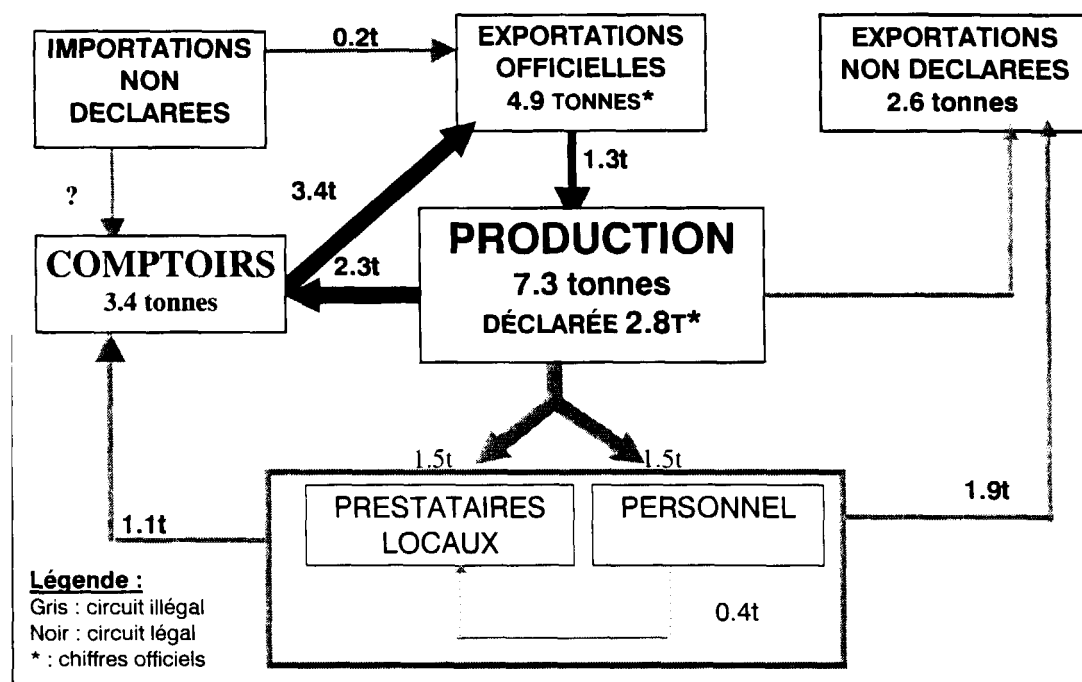 IMPORTATIONS
NON
DECLAREES
0.2t
EXPORTATIONS
OFFICIELLES
4.9 TONNES*
EXPORTATIONS
NON DECLAREES
2.6 tonnes
?
3.4t
1.3t
COMPTOIRS
3.4 tonnes
2.3t
PRODUCTION
7.3 tonnes
DÉCLARÉE 2.8T*
1.5t
1.5t
1.1t
PRESTATAIRES
LOCAUX
PERSONNEL
1.9t
0.4t
Légende :
Gris : circuit illégal
Noir : circuit légal
* : chiffres officiels